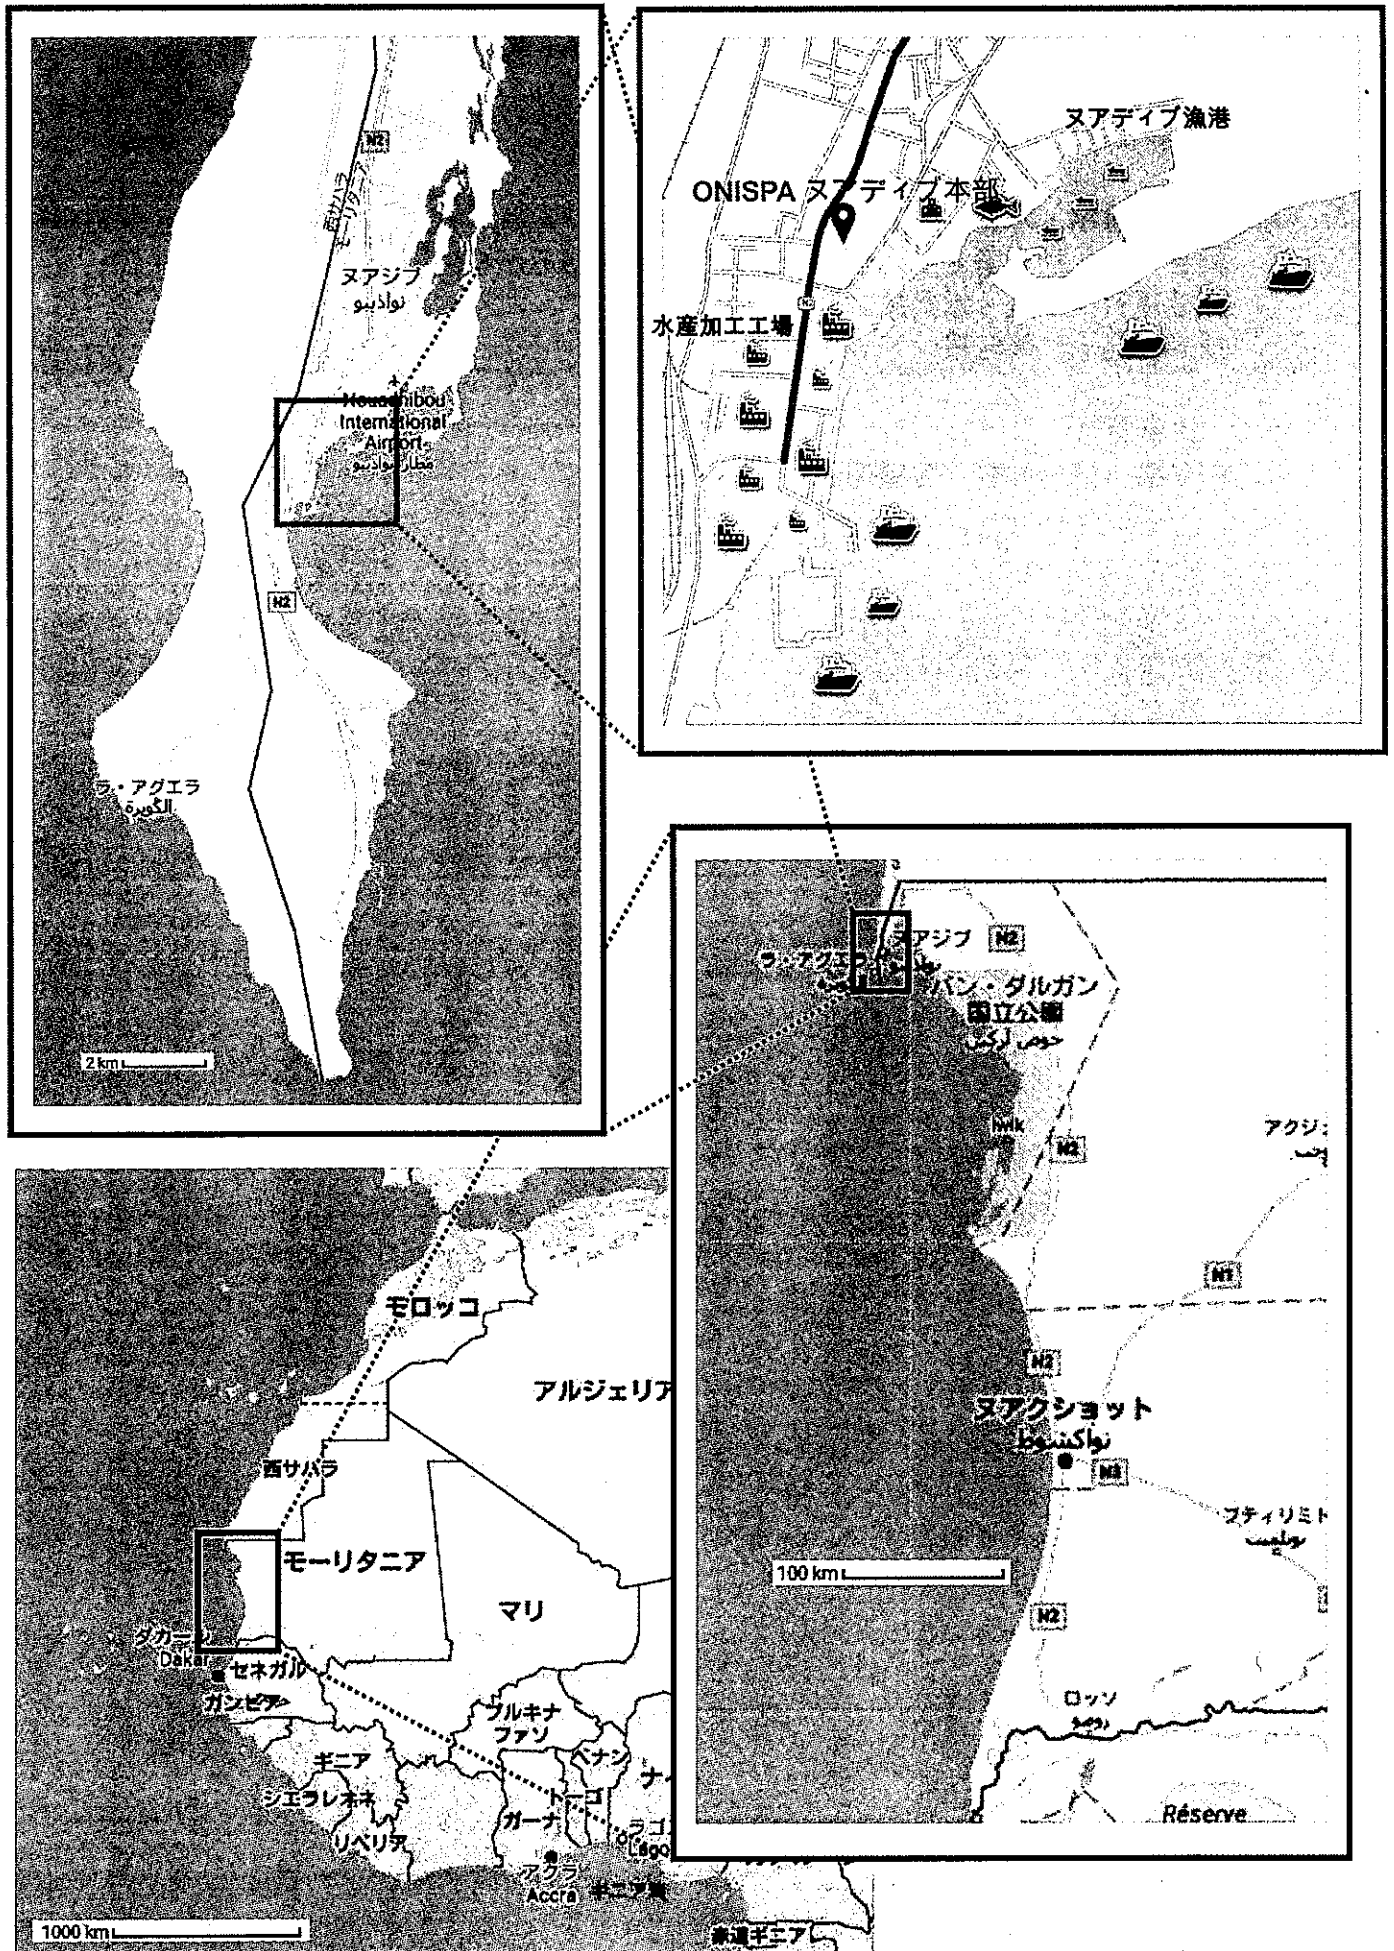 N2
西サハラ
モーリタニア
ヌアジブ
نواذيبو
Nouadhibou
International
Airport
مطار نواذيبو
N2
ラ・アグエラ
الكويرة
2 km
ヌアディブ漁港
ONISPA ヌアディブ本部
N2
水産加工工場
ヌアジブ
N2
ラ・アグエラ
バン・ダルガン
国立公園
حوض آرگين
Iwik
N2
アクジ
N1
N2
ヌアクショット
نواكشوط
N3
ブティリミト
بوتلميت
100 km
N2
ロッソ
روصو
Réserve
モロッコ
アルジェリア
西サハラ
モーリタニア
マリ
ダカール
Dakar
セネガル
ガンビア
ブルキナ
ファソ
ギニア
ベナン
ナイ
シエラレオネ
トーゴ
ガーナ
リベリア
ラゴ
Lago
アクラ
Accra
ギニア湾
赤道ギニア
1000 km